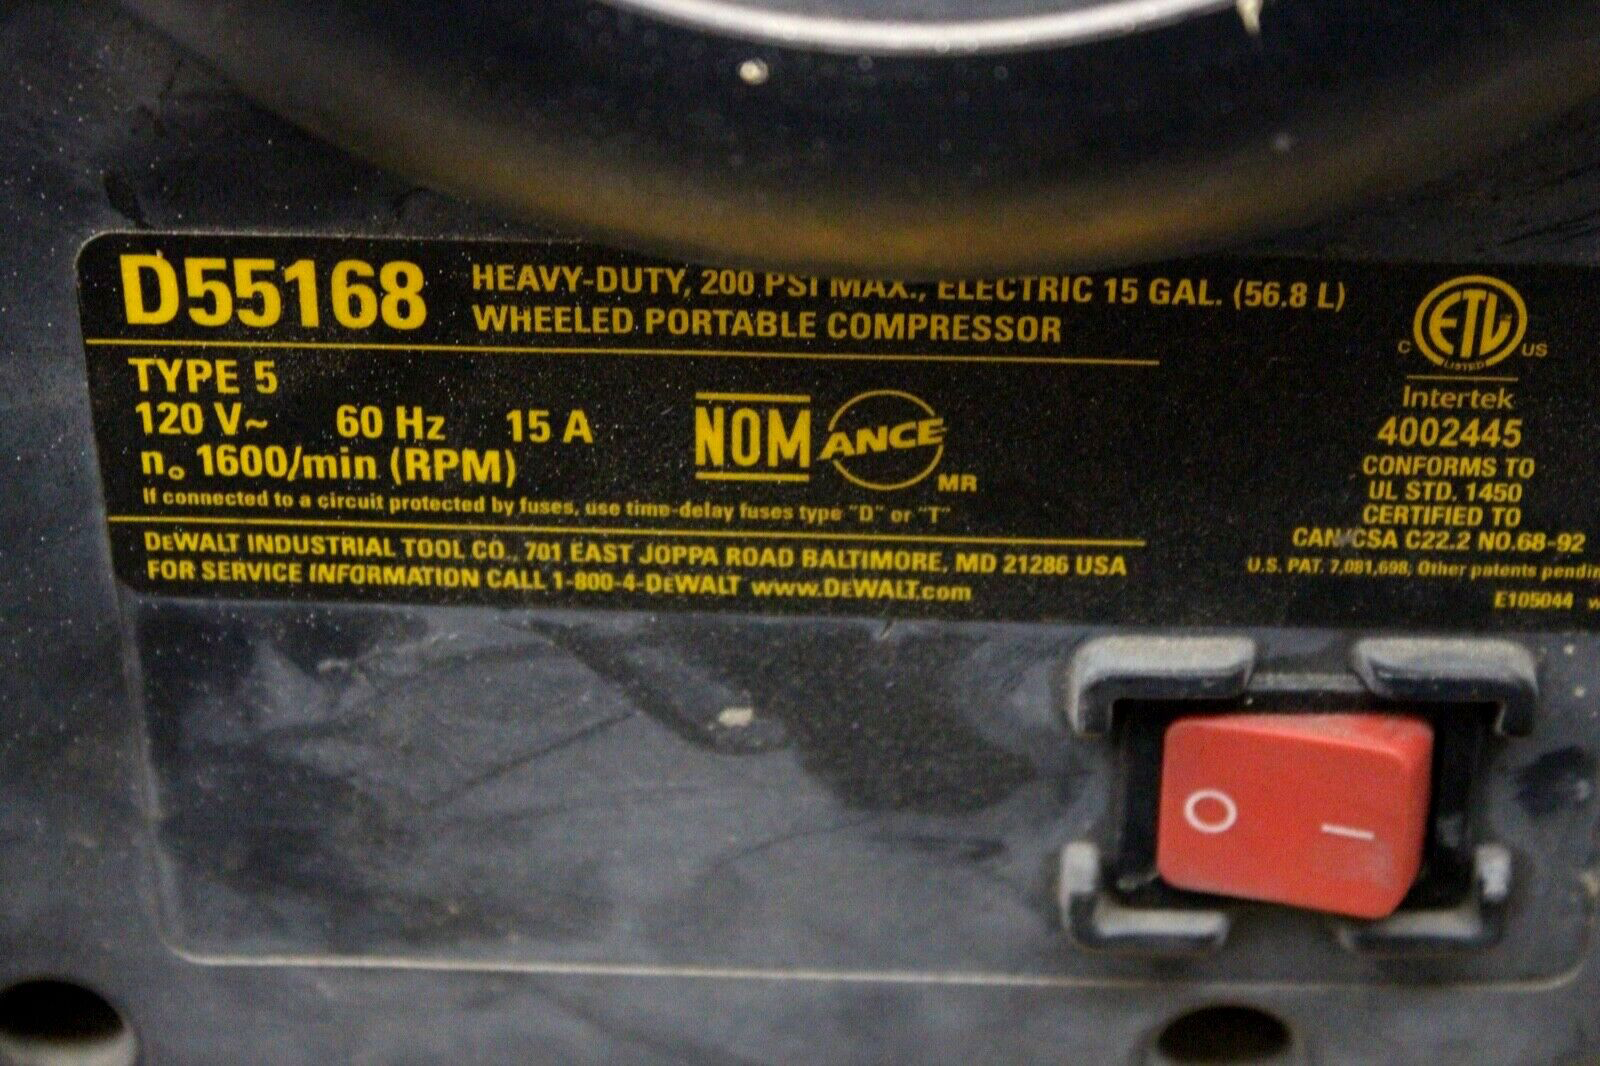 D55168
HEAVY-DUTY, 200 PSI MAX., ELECTRIC 15 GAL. (56.8 L)
WHEELED PORTABLE COMPRESSOR
TYPE 5
120 V~ 60 Hz 15 A
n₀ 1600/min (RPM)
If connected to a circuit protected by fuses, use time-delay fuses type "D" or "T"
NOM ANCE MR
DEWALT INDUSTRIAL TOOL CO., 701 EAST JOPPA ROAD BALTIMORE, MD 21286 USA
FOR SERVICE INFORMATION CALL 1-800-4-DEWALT www.DEWALT.com
C ETL US
LISTED
Intertek
4002445
CONFORMS TO
UL STD. 1450
CERTIFIED TO
CAN/CSA C22.2 NO.68-92
U.S. PAT. 7,081,698, Other patents pendin
E105044
O I